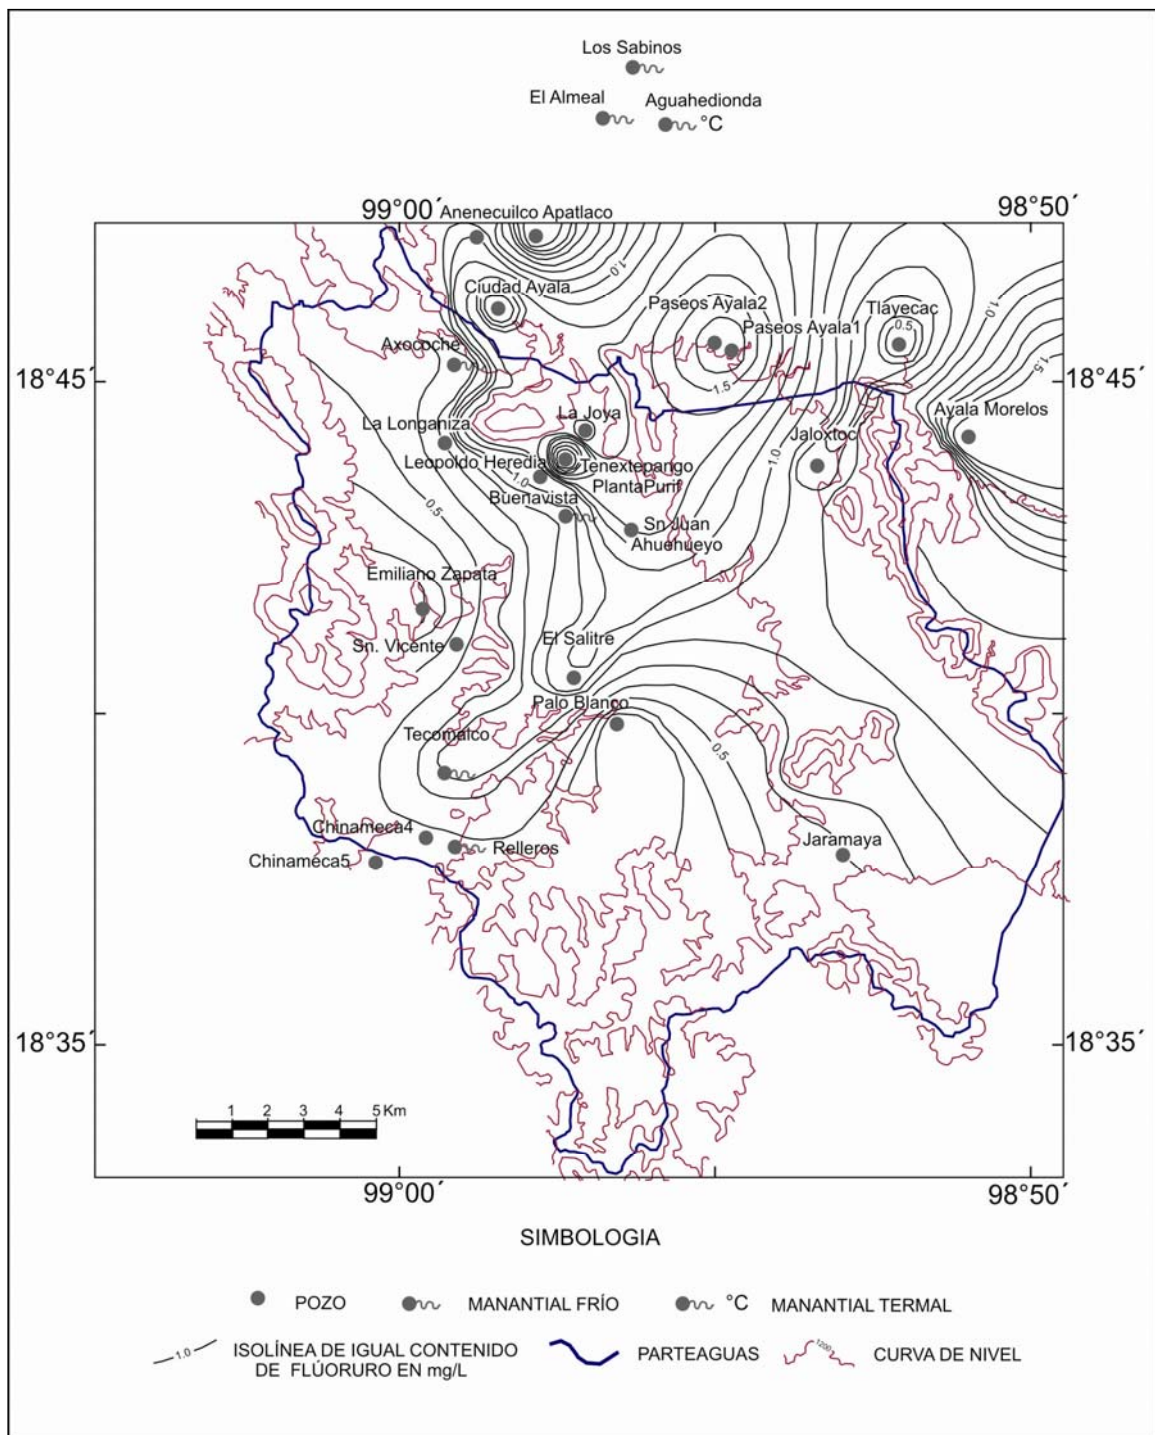 Los Sabinos
El Almeal
Aguahedionda
°C
99°00´
98°50´
Anenecuilco Apatlaco
1.0
Ciudad Ayala
Paseos Ayala2
Tlayecac
1.0
Paseos Ayala1
0.5
Axocoche
18°45´
18°45´
1.5
1.5
La Joya
Ayala Morelos
La Longaniza
Jaloxtoc
Leopoldo Heredia
Tenextepango
1.0
1.0
PlantaPurif
Buenavista
0.5
Sn Juan
Ahuehueyo
Emiliano Zapata
El Salitre
Sn. Vicente
Palo Blanco
Tecomalco
0.5
Chinameca4
Jaramaya
Relleros
Chinameca5
18°35´
18°35´
1 2 3 4 5 Km
99°00´
98°50´
SIMBOLOGIA
POZO
MANANTIAL FRÍO
°C
MANANTIAL TERMAL
1.0
ISOLÍNEA DE IGUAL CONTENIDO
DE FLÚORURO EN mg/L
PARTEAGUAS
1200
CURVA DE NIVEL